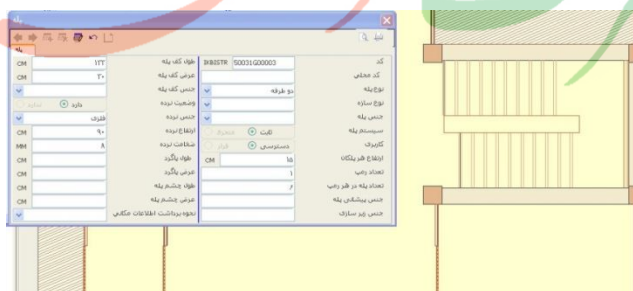 پله
پله
کد DIBISTR S0031G00003
طول کف پله ۱۲۲ CM
کد محلی
عرض کف پله ۳۰ CM
نوع پله دو طرفه
جنس کف پله
نوع سازه
وضعیت نرده دارد ندارد
جنس پله
جنس نرده فلزی
سیستم پله ثابت متحرک
ارتفاع نرده ۹۰ CM
کاربری دسترسی فرار
ضخامت نرده ۸ MM
ارتفاع هر پلکان ۱۵ CM
طول پاگرد CM
تعداد رمپ ۱
عرض پاگرد CM
تعداد پله در هر رمپ
طول چشم پله CM
جنس پیشانی پله
عرض چشم پله CM
جنس زیر سازی
نحوه برداشت اطلاعات مکانی